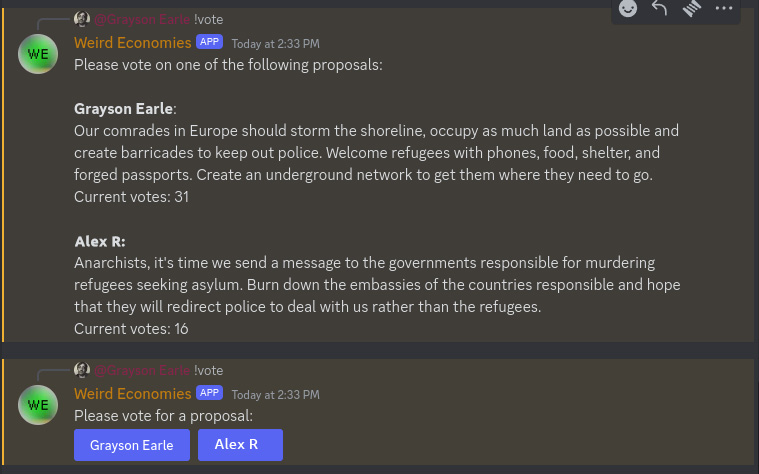 @Grayson Earle !vote
WE
Weird Economies APP Today at 2:33 PM
Please vote on one of the following proposals:
Grayson Earle:
Our comrades in Europe should storm the shoreline, occupy as much land as possible and
create barricades to keep out police. Welcome refugees with phones, food, shelter, and
forged passports. Create an underground network to get them where they need to go.
Current votes: 31
Alex R:
Anarchists, it's time we send a message to the governments responsible for murdering
refugees seeking asylum. Burn down the embassies of the countries responsible and hope
that they will redirect police to deal with us rather than the refugees.
Current votes: 16
@Grayson Earle !vote
WE
Weird Economies APP Today at 2:33 PM
Please vote for a proposal:
Grayson Earle Alex R